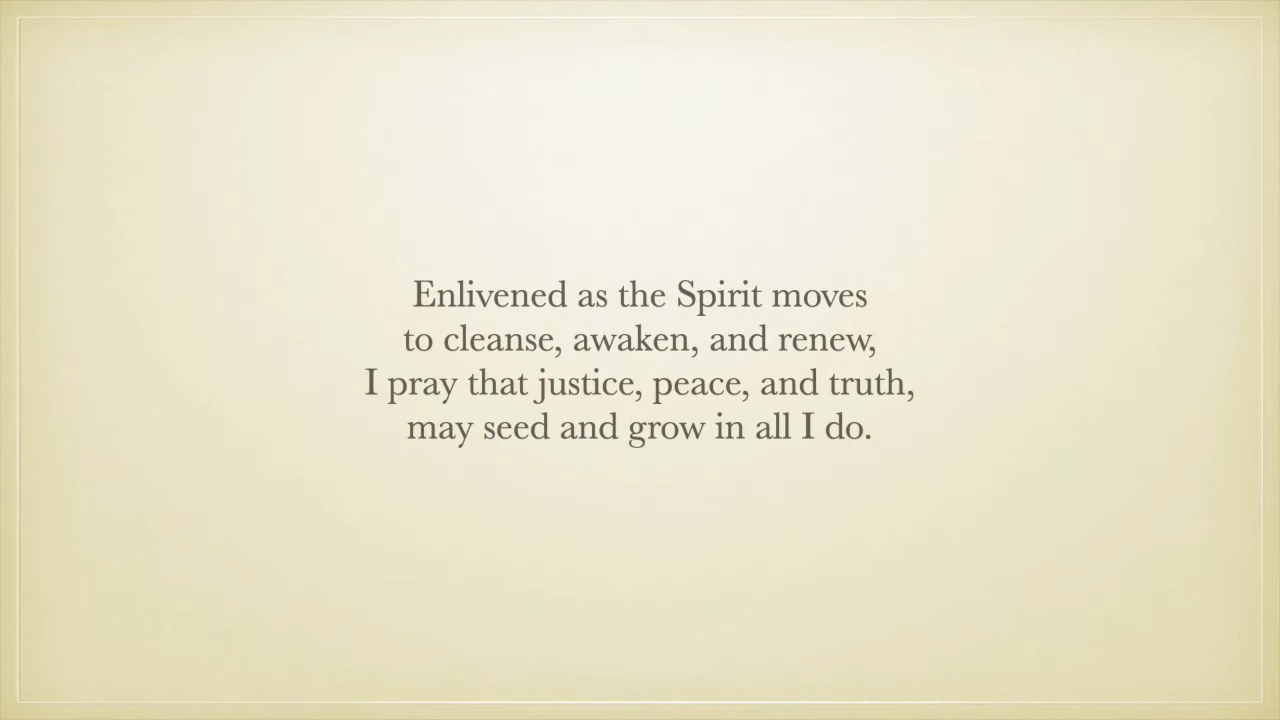 Enlivened as the Spirit moves
to cleanse, awaken, and renew,
I pray that justice, peace, and truth,
may seed and grow in all I do.